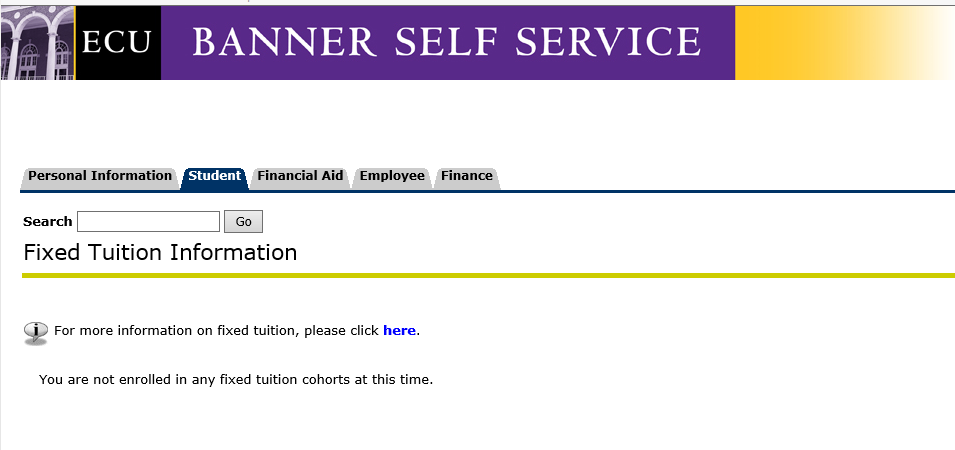 ECU BANNER SELF SERVICE
Personal Information Student Financial Aid Employee Finance
Search Go
Fixed Tuition Information
i For more information on fixed tuition, please click here.
You are not enrolled in any fixed tuition cohorts at this time.